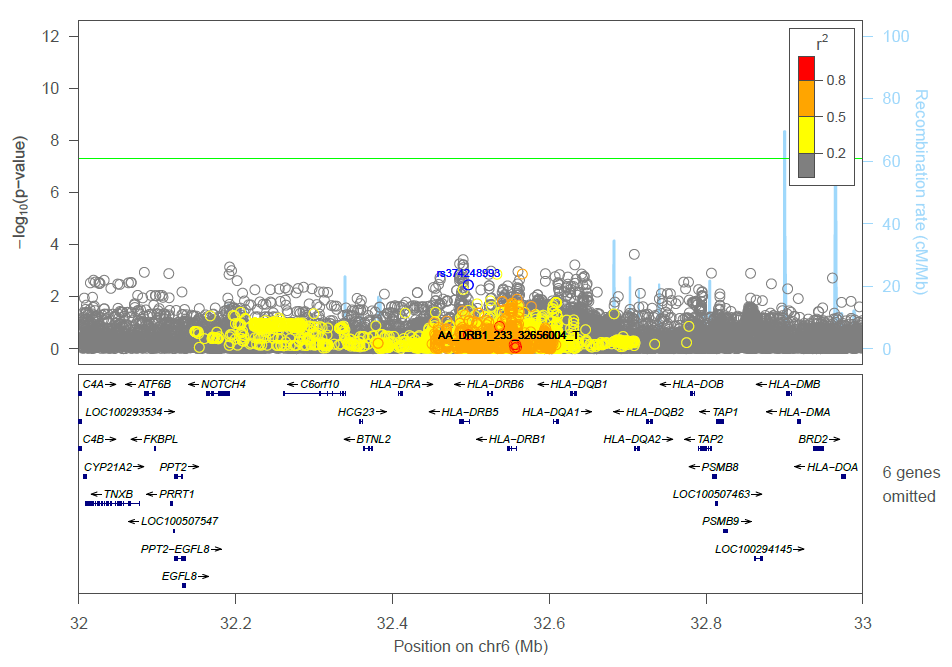 12
10
8
6
4
2
0
−log10(p−value)
100
80
60
40
20
0
Recombination rate (cM/Mb)
r2
0.8
0.5
0.2
rs374248993
AA_DRB1_233_32656004_T
C4A→ ←ATF6B ←NOTCH4 ←C6orf10 HLA−DRA→ ←HLA−DRB6 ←HLA−DQB1 ←HLA−DOB ←HLA−DMB
LOC100293534→ HCG23→ ←HLA−DRB5 HLA−DQA1→ ←HLA−DQB2 ←TAP1 ←HLA−DMA
C4B→ ←FKBPL ←BTNL2 ←HLA−DRB1 HLA−DQA2→ ←TAP2 BRD2→
CYP21A2→ PPT2→ ←PSMB8 ←HLA−DOA
←TNXB ←PRRT1 LOC100507463→
←LOC100507547 PSMB9→
PPT2−EGFL8→ LOC100294145→
EGFL8→
6 genes
omitted
32 32.2 32.4 32.6 32.8 33
Position on chr6 (Mb)